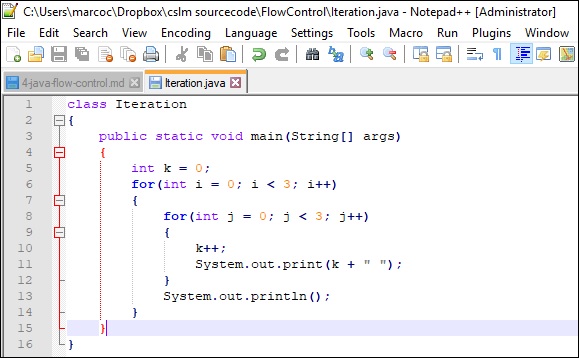 C:\Users\marcoc\Dropbox\cslm sourcecode\FlowControl\Iteration.java - Notepad++ [Administrator]
File Edit Search View Encoding Language Settings Tools Macro Run Plugins Window
4-java-flow-control.md Iteration.java
1 class Iteration
2 {
3 public static void main(String[] args)
4 {
5 int k = 0;
6 for(int i = 0; i < 3; i++)
7 {
8 for(int j = 0; j < 3; j++)
9 {
10 k++;
11 System.out.print(k + " ");
12 }
13 System.out.println();
14 }
15 }
16 }